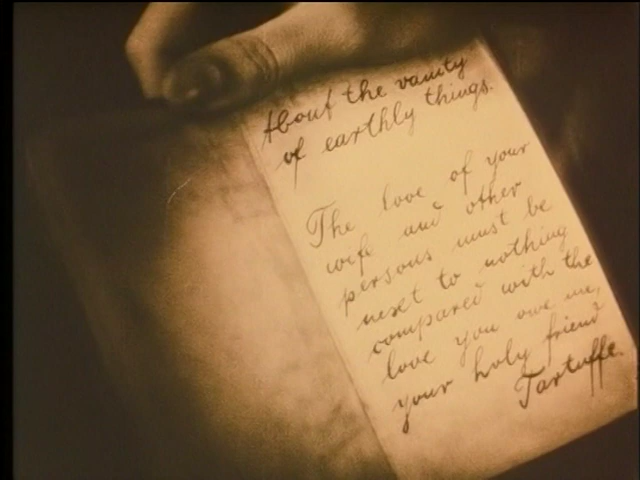 About the vanity
of earthly things.
The love of your
wife and other
persons must be
next to nothing
compared with the
love you owe me,
your holy friend
Tartuffe.